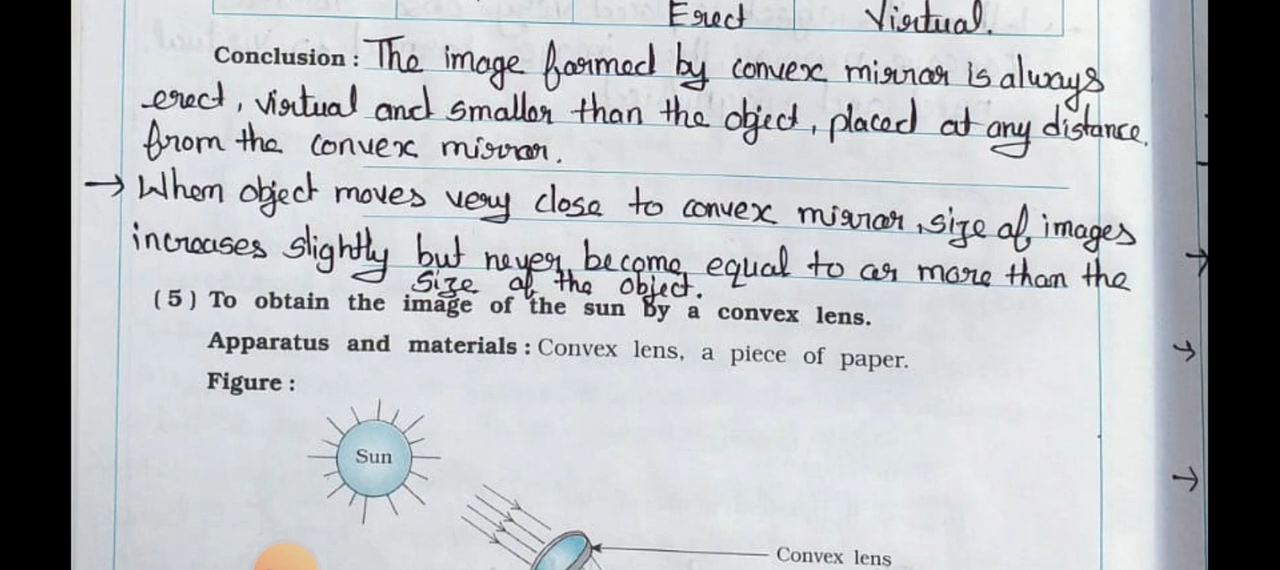 Erect Virtual.
Conclusion : The image formed by convex mirror is always
erect, virtual and smaller than the object, placed at any distance
from the convex mirror.
→ When object moves very close to convex mirror, size of images
increases slightly but never become equal to or more than the
size of the object.
(5) To obtain the image of the sun by a convex lens.
Apparatus and materials : Convex lens, a piece of paper.
Figure :
Sun
Convex lens